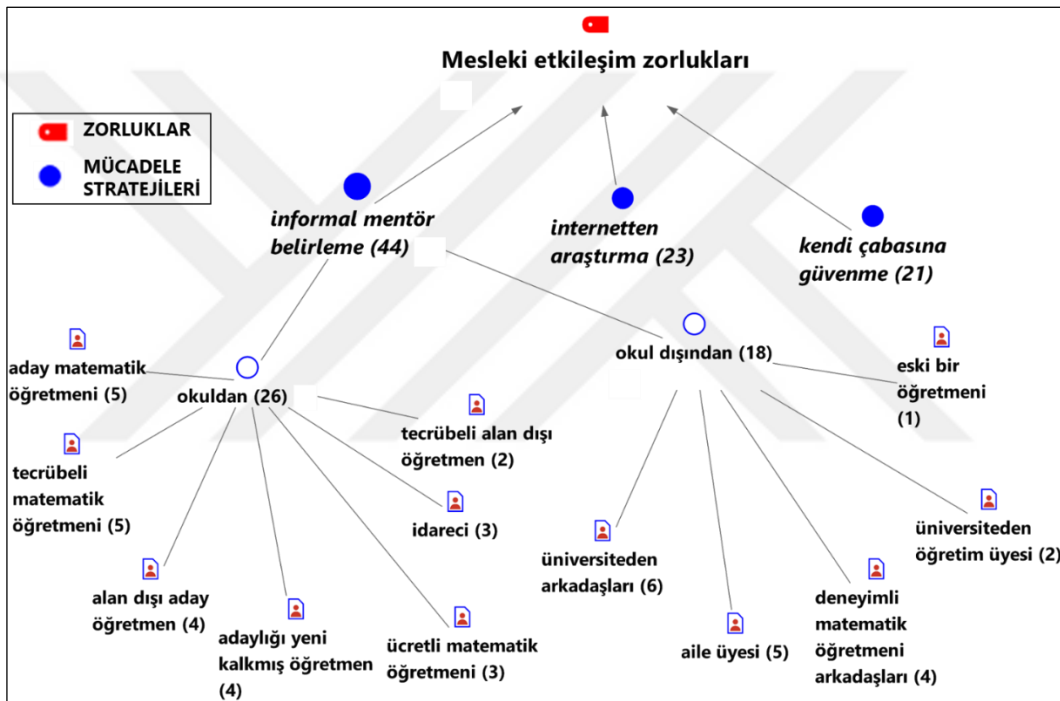 Mesleki etkileşim zorlukları
ZORLUKLAR
MÜCADELE
STRATEJİLERİ
informal mentör
belirleme (44)
internetten
araştırma (23)
kendi çabasına
güvenme (21)
okuldan (26)
okul dışından (18)
aday matematik
öğretmeni (5)
tecrübeli
matematik
öğretmeni (5)
alan dışı aday
öğretmen (4)
adaylığı yeni
kalkmış öğretmen
(4)
ücretli matematik
öğretmeni (3)
idareci (3)
tecrübeli alan dışı
öğretmen (2)
üniversiteden
arkadaşları (6)
aile üyesi (5)
deneyimli
matematik
öğretmeni
arkadaşları (4)
üniversiteden
öğretim üyesi (2)
eski bir
öğretmeni
(1)